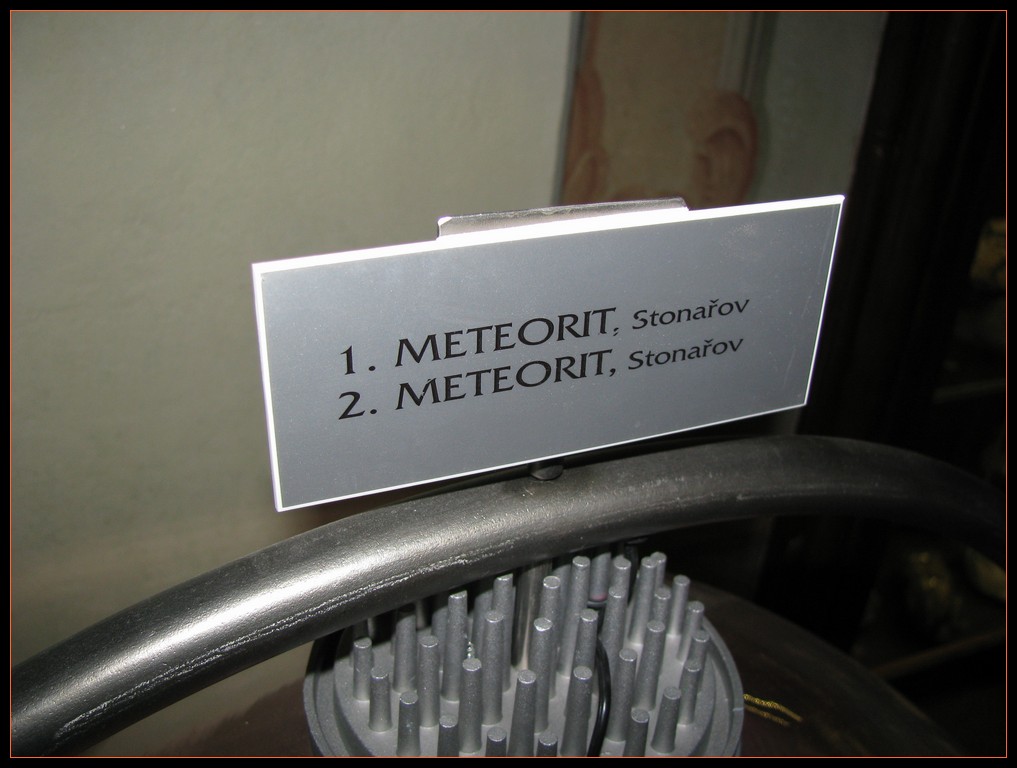 1. METEORIT, Stonařov
2. METEORIT, Stonařov